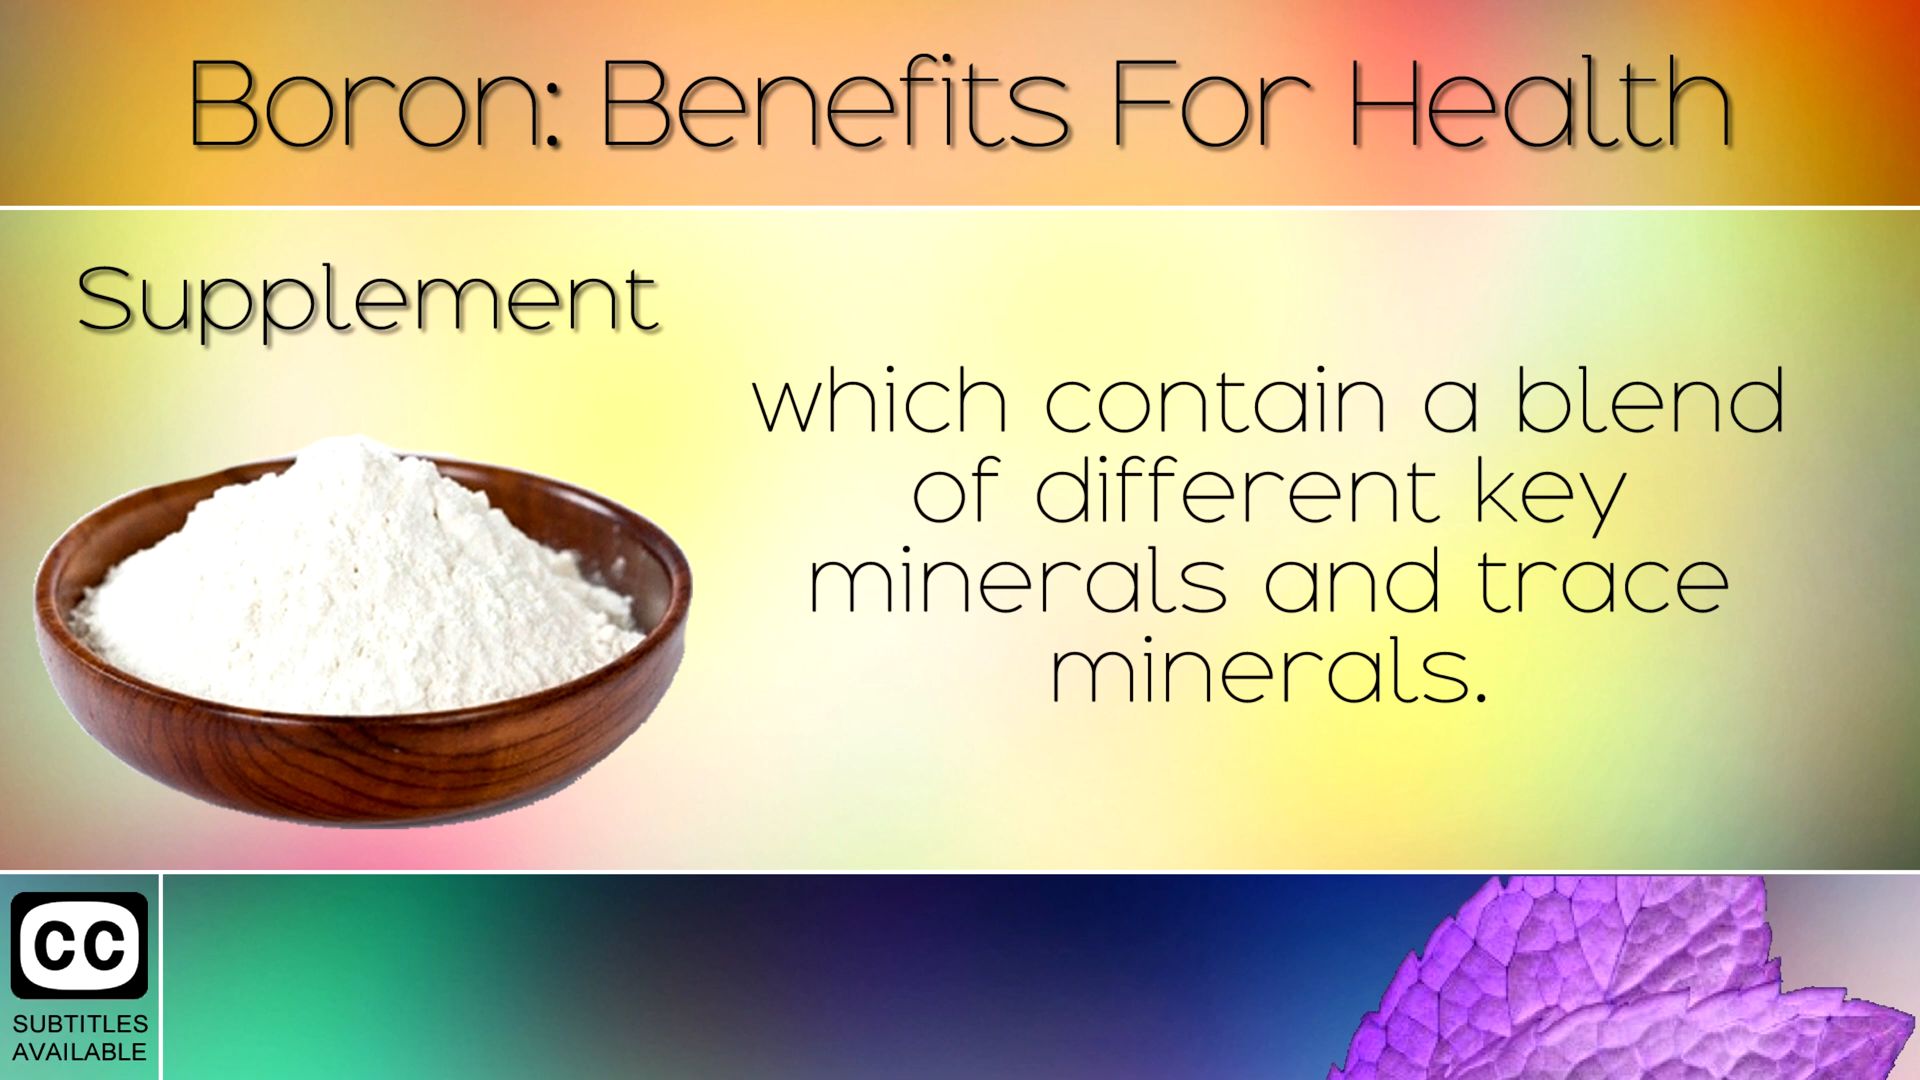 Boron: Benefits For Health
Supplement
which contain a blend
of different key
minerals and trace
minerals.
CC
SUBTITLES
AVAILABLE